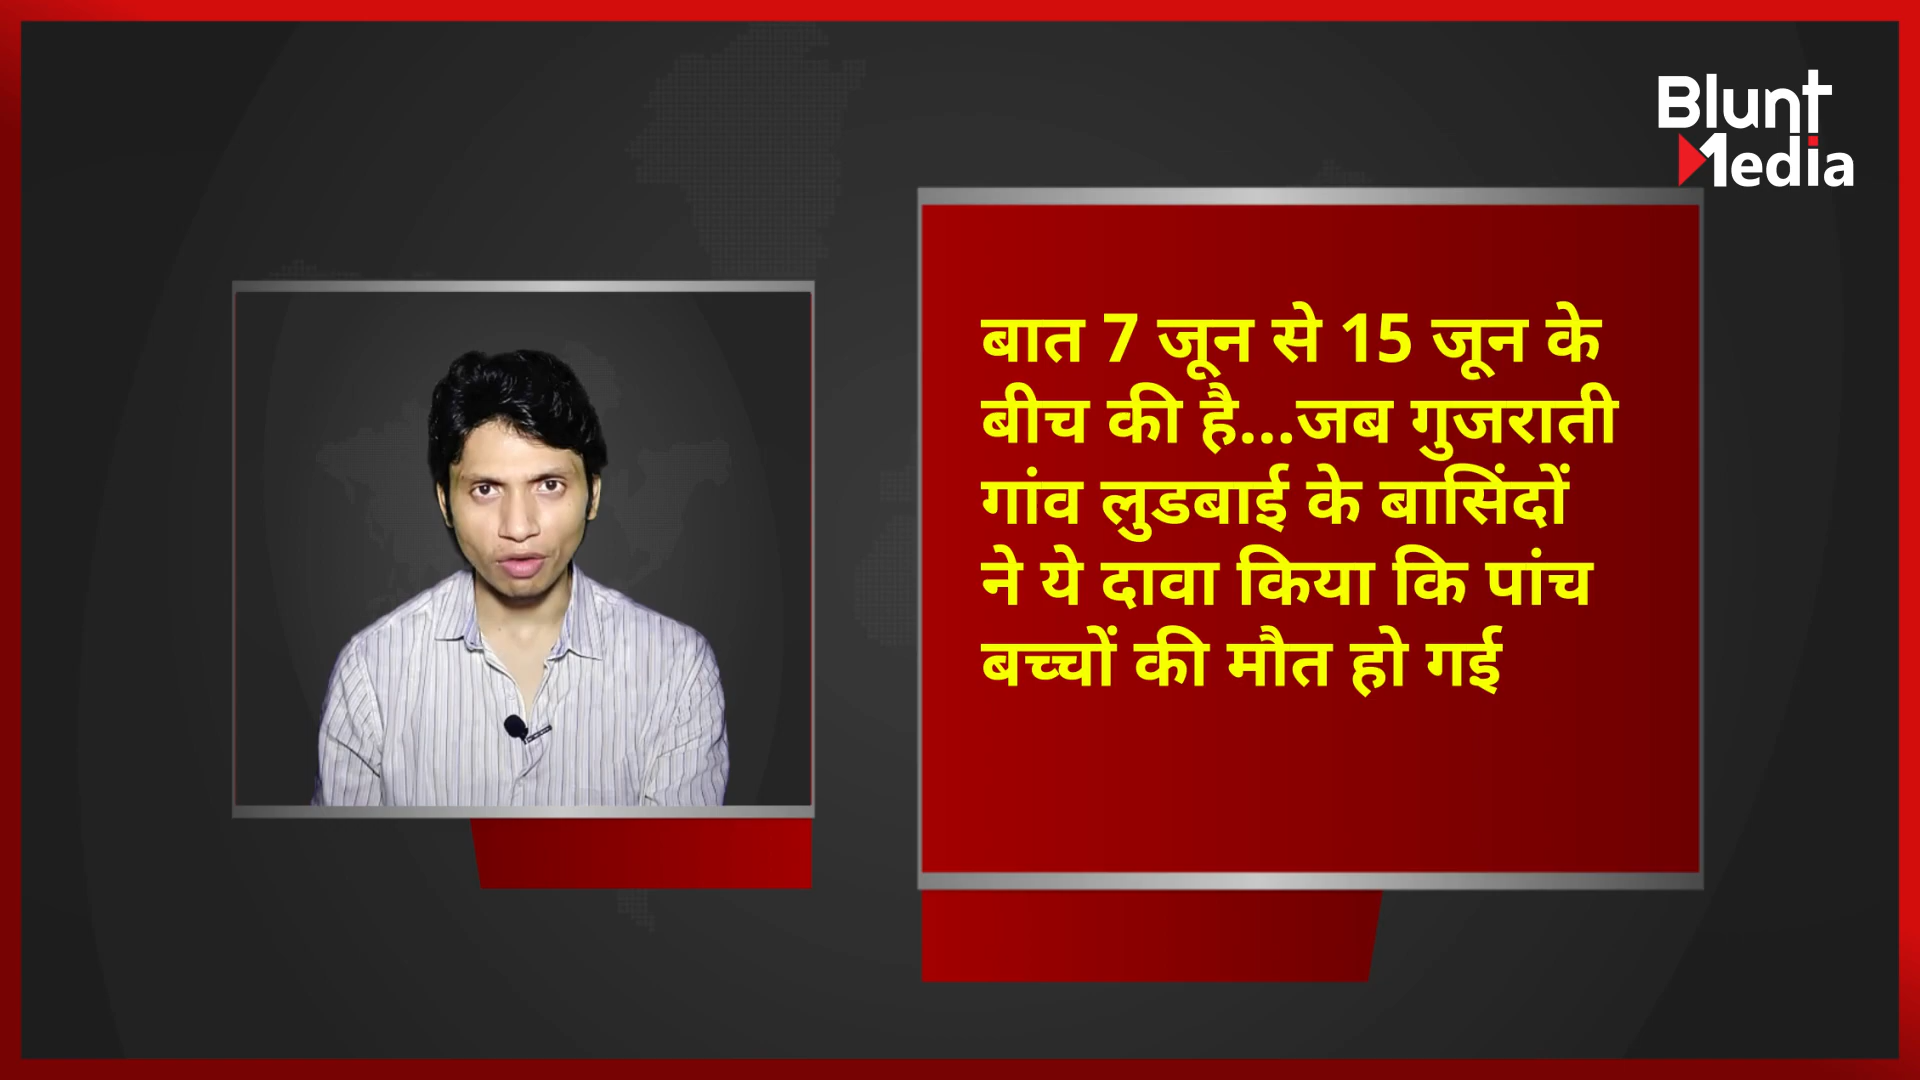 Blunt
Media
बात 7 जून से 15 जून के
बीच की है...जब गुजराती
गांव लुडबाई के बासिंदों
ने ये दावा किया कि पांच
बच्चों की मौत हो गई